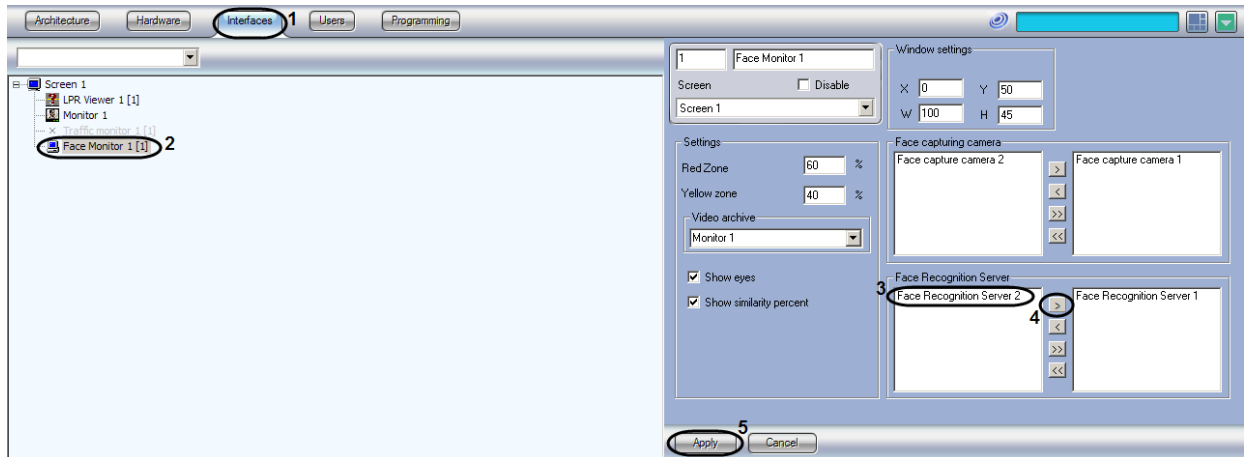 Architecture Hardware Interfaces 1 Users Programming
Screen 1
LPR Viewer 1 [1]
Monitor 1
Traffic monitor 1 [1]
Face Monitor 1 [1] 2
1 Face Monitor 1
Screen Disable
Screen 1
Window settings
X 0 Y 50
W 100 H 45
Settings
Red Zone 60 %
Yellow zone 40 %
Video archive
Monitor 1
Show eyes
Show similarity percent
Face capturing camera
Face capture camera 2 > Face capture camera 1
<
>>
<<
Face Recognition Server
3 Face Recognition Server 2 > Face Recognition Server 1
4
<
>>
<<
5
Apply Cancel